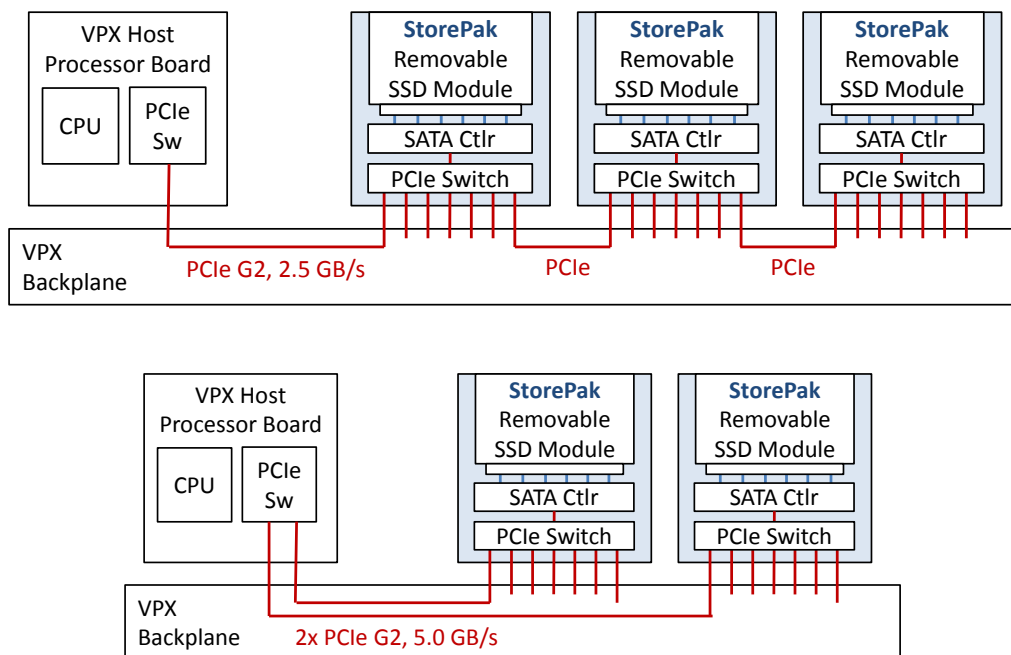 VPX Host
Processor Board
CPU
PCIe
Sw
StorePak
Removable
SSD Module
SATA Ctlr
PCIe Switch
StorePak
Removable
SSD Module
SATA Ctlr
PCIe Switch
StorePak
Removable
SSD Module
SATA Ctlr
PCIe Switch
VPX
Backplane
PCIe G2, 2.5 GB/s
PCIe
PCIe
VPX Host
Processor Board
CPU
PCIe
Sw
StorePak
Removable
SSD Module
SATA Ctlr
PCIe Switch
StorePak
Removable
SSD Module
SATA Ctlr
PCIe Switch
VPX
Backplane
2x PCIe G2, 5.0 GB/s